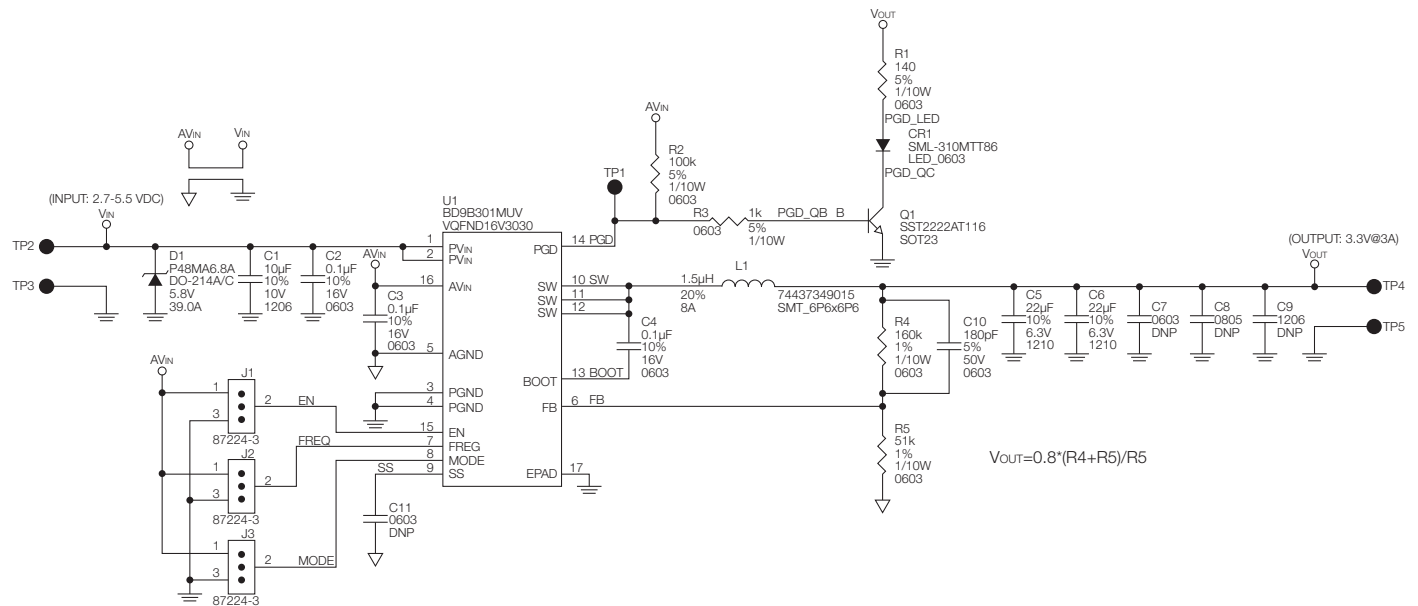 VOUT
R1
140
5%
1/10W
0603
PGD_LED
CR1
SML-310MTT86
LED_0603
PGD_QC
AVIN
VIN
AVIN
R2
100k
5%
1/10W
0603
TP1
R3
0603
1k
5%
1/10W
PGD_QB
B
Q1
SST2222AT116
SOT23
(INPUT: 2.7-5.5 VDC)
VIN
TP2
TP3
D1
P48MA6.8A
DO-214A/C
5.8V
39.0A
C1
10µF
10%
10V
1206
C2
0.1µF
10%
16V
0603
U1
BD9B301MUV
VQFND16V3030
1
PVIN
2
PVIN
AVIN
16
AVIN
C3
0.1µF
10%
16V
0603
5
AGND
3
PGND
4
PGND
15
EN
7
FREG
8
MODE
9
SS
PGD
14
PGD
SW
10
SW
SW
11
SW
12
BOOT
13
BOOT
FB
6
FB
EPAD
17
C4
0.1µF
10%
16V
0603
1.5µH
20%
8A
L1
74437349015
SMT_6P6x6P6
R4
160k
1%
1/10W
0603
C10
180pF
5%
50V
0603
R5
51k
1%
1/10W
0603
C5
22µF
10%
6.3V
1210
C6
22µF
10%
6.3V
1210
C7
0603
DNP
C8
0805
DNP
C9
1206
DNP
(OUTPUT: 3.3V@3A)
VOUT
TP4
TP5
VOUT=0.8*(R4+R5)/R5
AVIN
J1
1
2
3
87224-3
EN
J2
1
2
3
87224-3
FREQ
J3
1
2
3
87224-3
MODE
SS
C11
0603
DNP